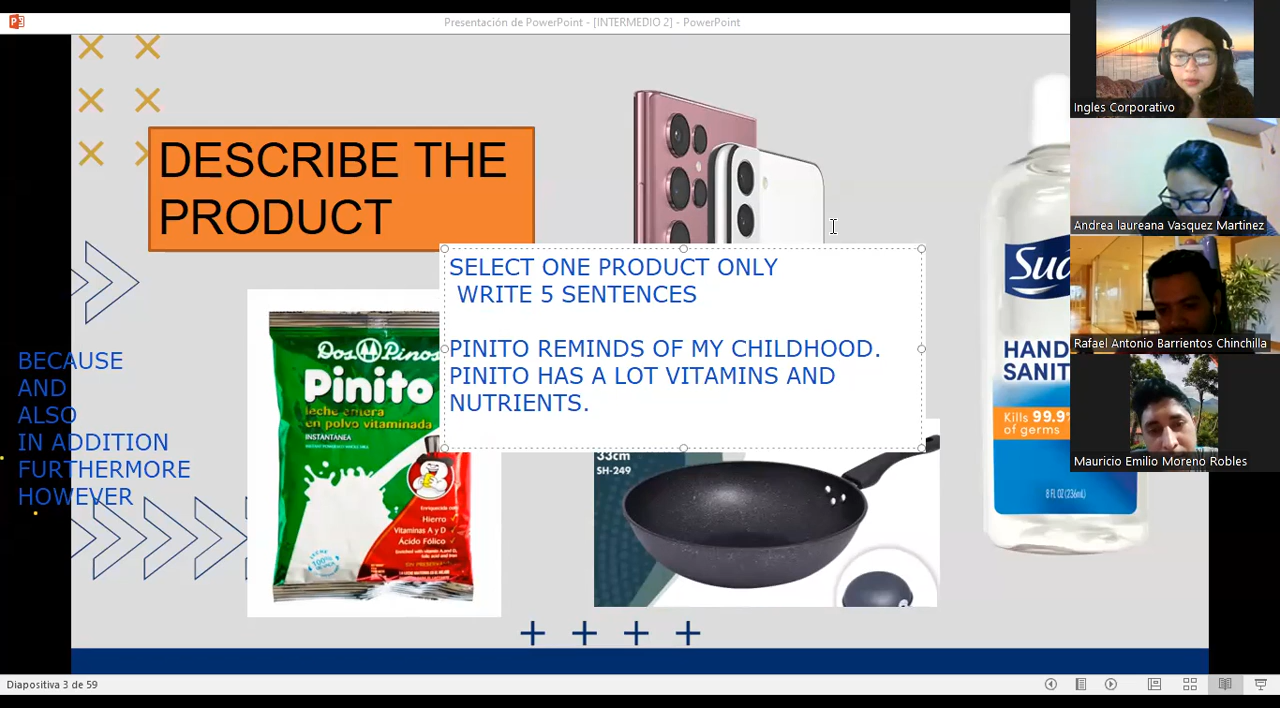 Presentación de PowerPoint - [INTERMEDIO 2] - PowerPoint
Ingles Corporativo
Andrea laureana Vasquez Martinez
Rafael Antonio Barrientos Chinchilla
Mauricio Emilio Moreno Robles
DESCRIBE THE
PRODUCT
SELECT ONE PRODUCT ONLY
WRITE 5 SENTENCES
PINITO REMINDS OF MY CHILDHOOD.
PINITO HAS A LOT VITAMINS AND
NUTRIENTS.
BECAUSE
AND
ALSO
IN ADDITION
FURTHERMORE
HOWEVER
Dos Pinos
Pinito
leche entera
en polvo vitaminada
INSTANTANEA
Hierro
Vitaminas A y D
Ácido Fólico
100%
33cm
SH-249
HAND
SANIT
Kills 99.9
of germs
8 FL OZ (236mL)
Diapositiva 3 de 59